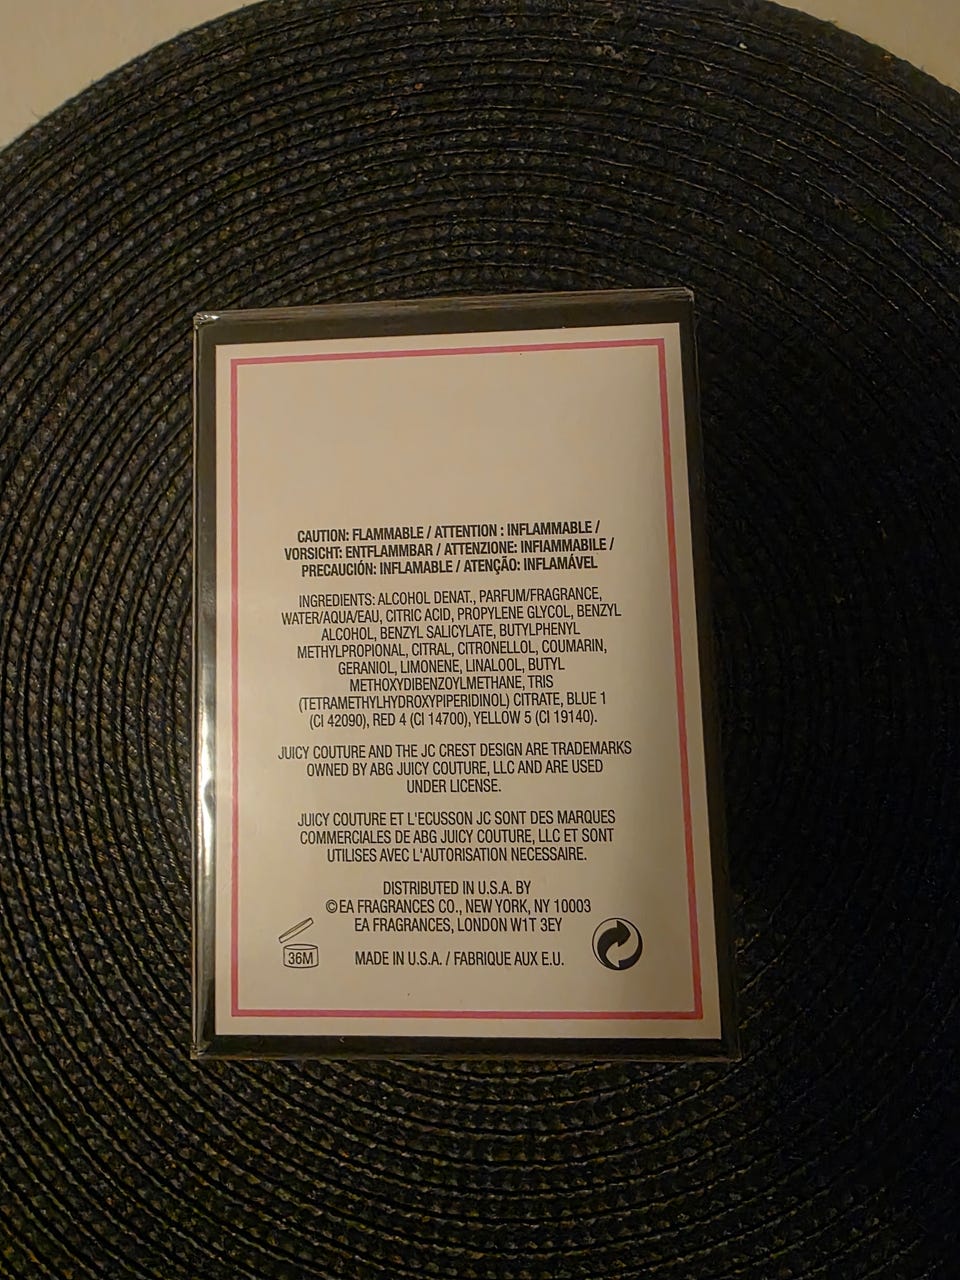 CAUTION: FLAMMABLE / ATTENTION : INFLAMMABLE /
VORSICHT: ENTFLAMMBAR / ATTENZIONE: INFIAMMABILE /
PRECAUCIÓN: INFLAMABLE / ATENÇÃO: INFLAMÁVEL
INGREDIENTS: ALCOHOL DENAT., PARFUM/FRAGRANCE,
WATER/AQUA/EAU, CITRIC ACID, PROPYLENE GLYCOL, BENZYL
ALCOHOL, BENZYL SALICYLATE, BUTYLPHENYL
METHYLPROPIONAL, CITRAL, CITRONELLOL, COUMARIN,
GERANIOL, LIMONENE, LINALOOL, BUTYL
METHOXYDIBENZOYLMETHANE, TRIS
(TETRAMETHYLHYDROXYPIPERIDINOL) CITRATE, BLUE 1
(CI 42090), RED 4 (CI 14700), YELLOW 5 (CI 19140).
JUICY COUTURE AND THE JC CREST DESIGN ARE TRADEMARKS
OWNED BY ABG JUICY COUTURE, LLC AND ARE USED
UNDER LICENSE.
JUICY COUTURE ET L'ECUSSON JC SONT DES MARQUES
COMMERCIALES DE ABG JUICY COUTURE, LLC ET SONT
UTILISES AVEC L'AUTORISATION NECESSAIRE.
DISTRIBUTED IN U.S.A. BY
©EA FRAGRANCES CO., NEW YORK, NY 10003
EA FRAGRANCES, LONDON W1T 3EY
36M
MADE IN U.S.A. / FABRIQUE AUX E.U.